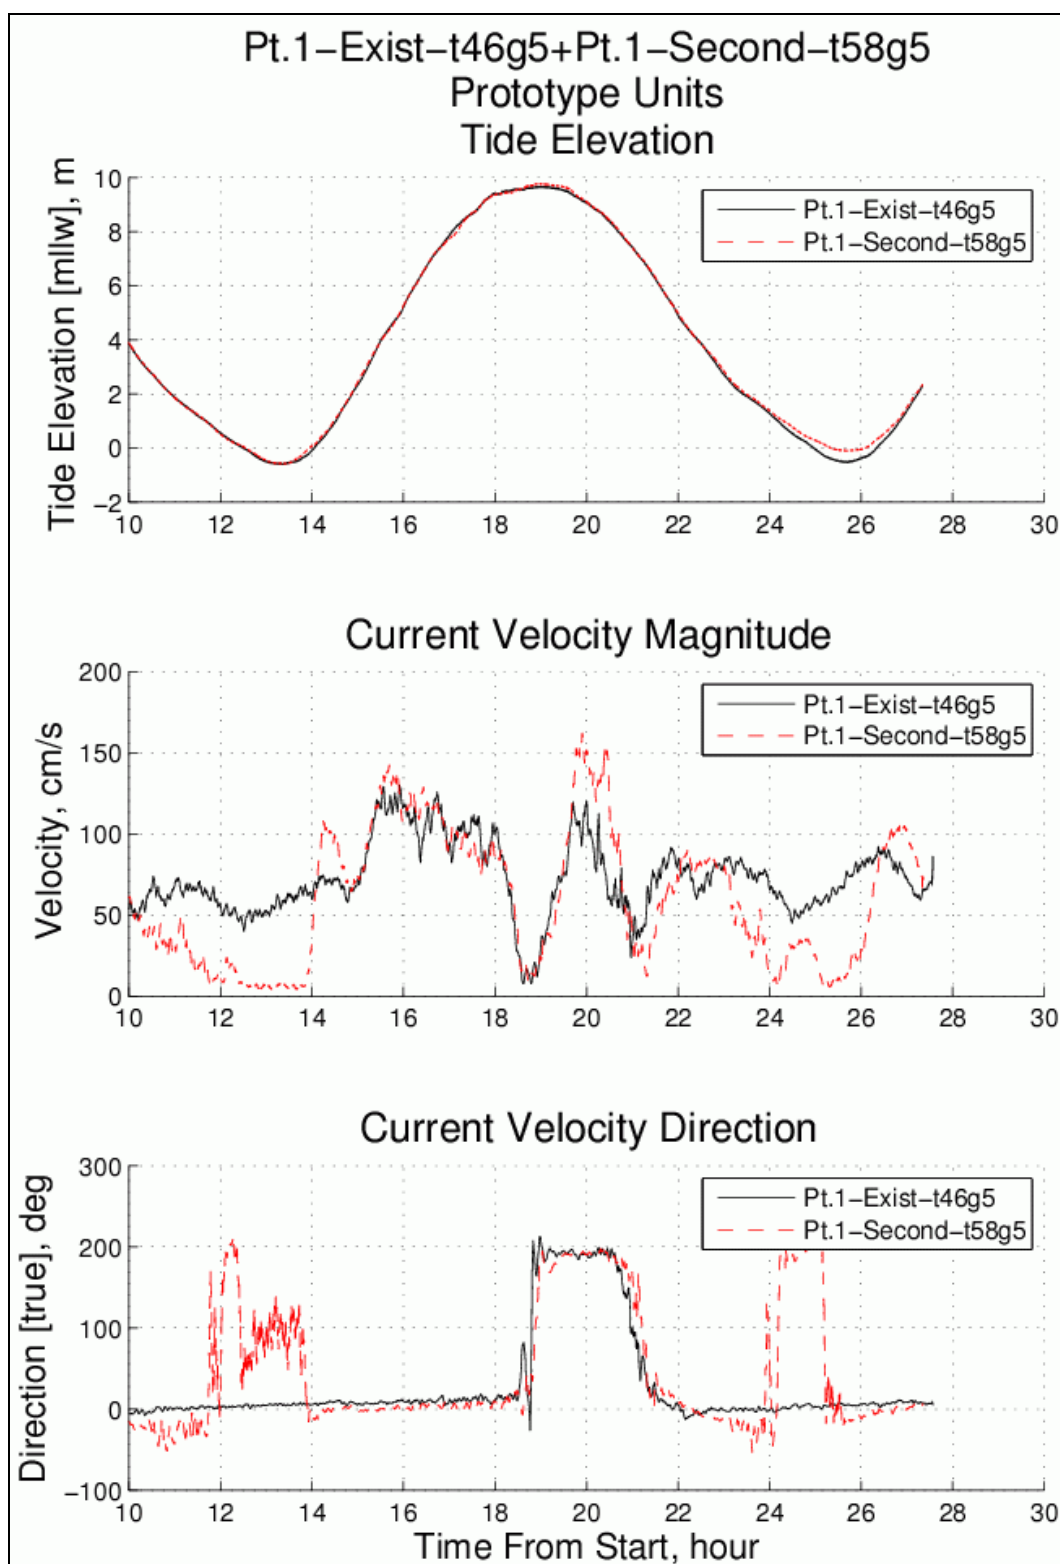 Pt.1−Exist−t46g5+Pt.1−Second−t58g5
Prototype Units
Tide Elevation
Tide Elevation [mllw], m
10
8
6
4
2
0
−2
Pt.1−Exist−t46g5
Pt.1−Second−t58g5
10 12 14 16 18 20 22 24 26 28 30
Current Velocity Magnitude
Velocity, cm/s
200
150
100
50
0
Pt.1−Exist−t46g5
Pt.1−Second−t58g5
10 12 14 16 18 20 22 24 26 28 30
Current Velocity Direction
Direction [true], deg
300
200
100
0
−100
Pt.1−Exist−t46g5
Pt.1−Second−t58g5
10 12 14 16 18 20 22 24 26 28 30
Time From Start, hour